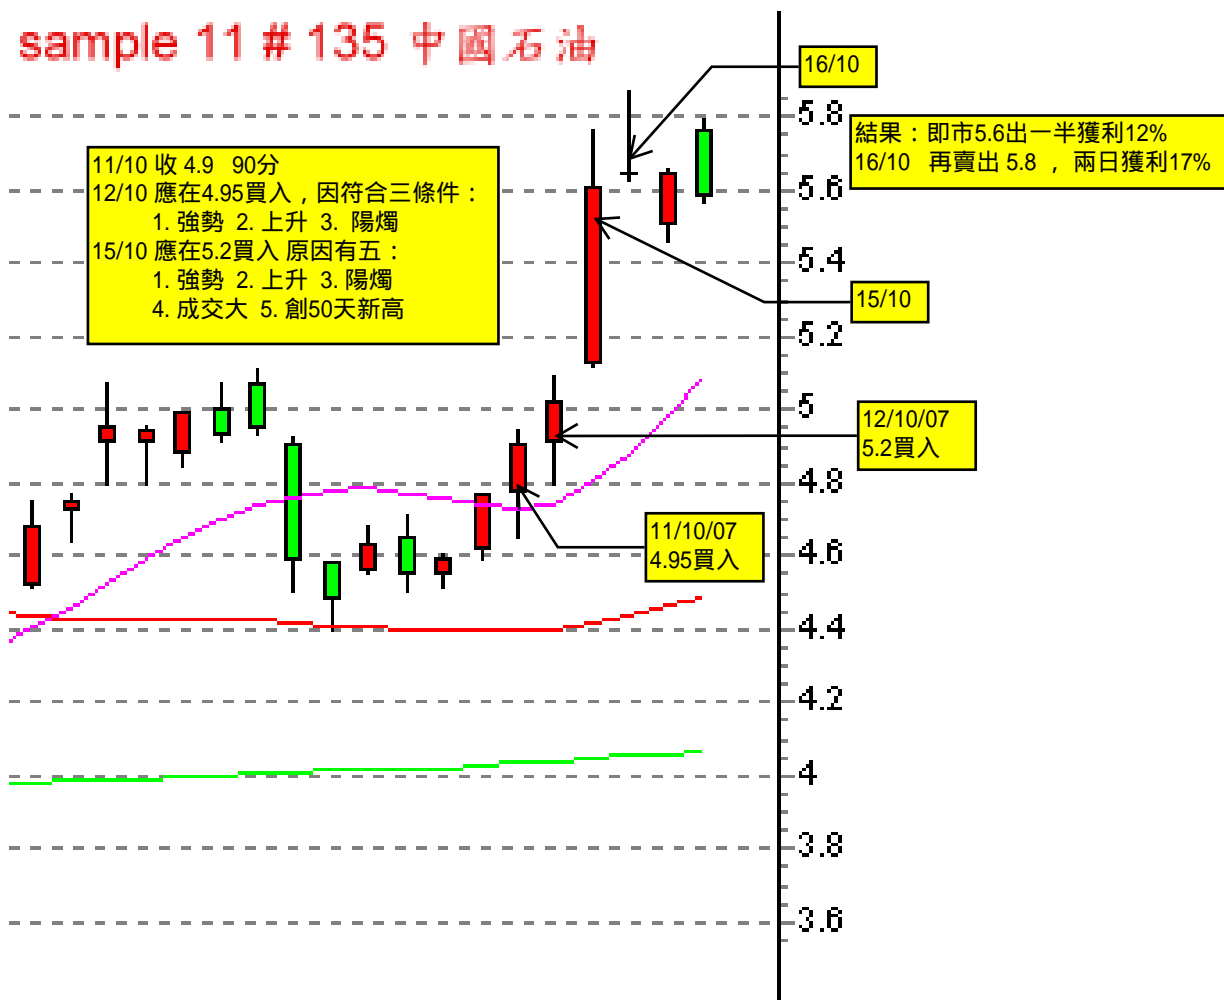 sample 11 # 135 中國石油
16/10
5.8
結果：即市5.6出一半獲利12%
16/10 再賣出 5.8 ，兩日獲利17%
11/10 收 4.9 90分
12/10 應在4.95買入，因符合三條件：
1. 強勢 2. 上升 3. 陽燭
15/10 應在5.2買入 原因有五：
1. 強勢 2. 上升 3. 陽燭
4. 成交大 5. 創50天新高
5.6
5.4
15/10
5.2
5
12/10/07
5.2買入
4.8
11/10/07
4.95買入
4.6
4.4
4.2
4
3.8
3.6